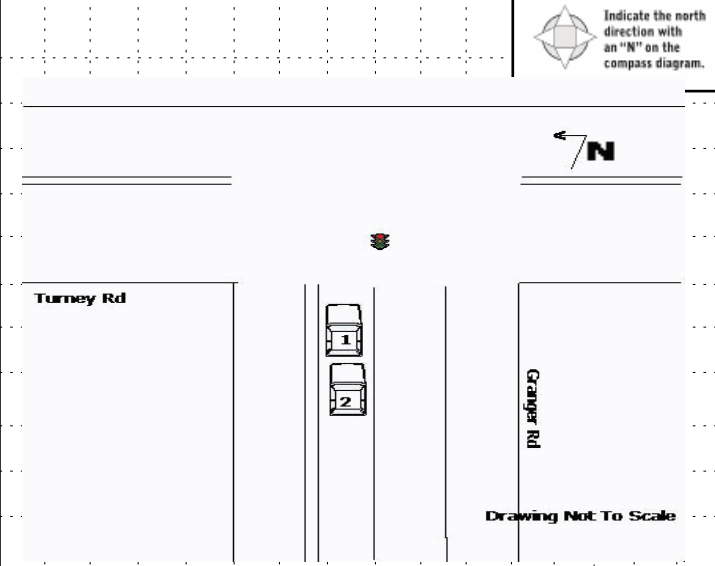 Indicate the north
direction with
an "N" on the
compass diagram.
N
Turney Rd
1
2
Granger Rd
Drawing Not To Scale